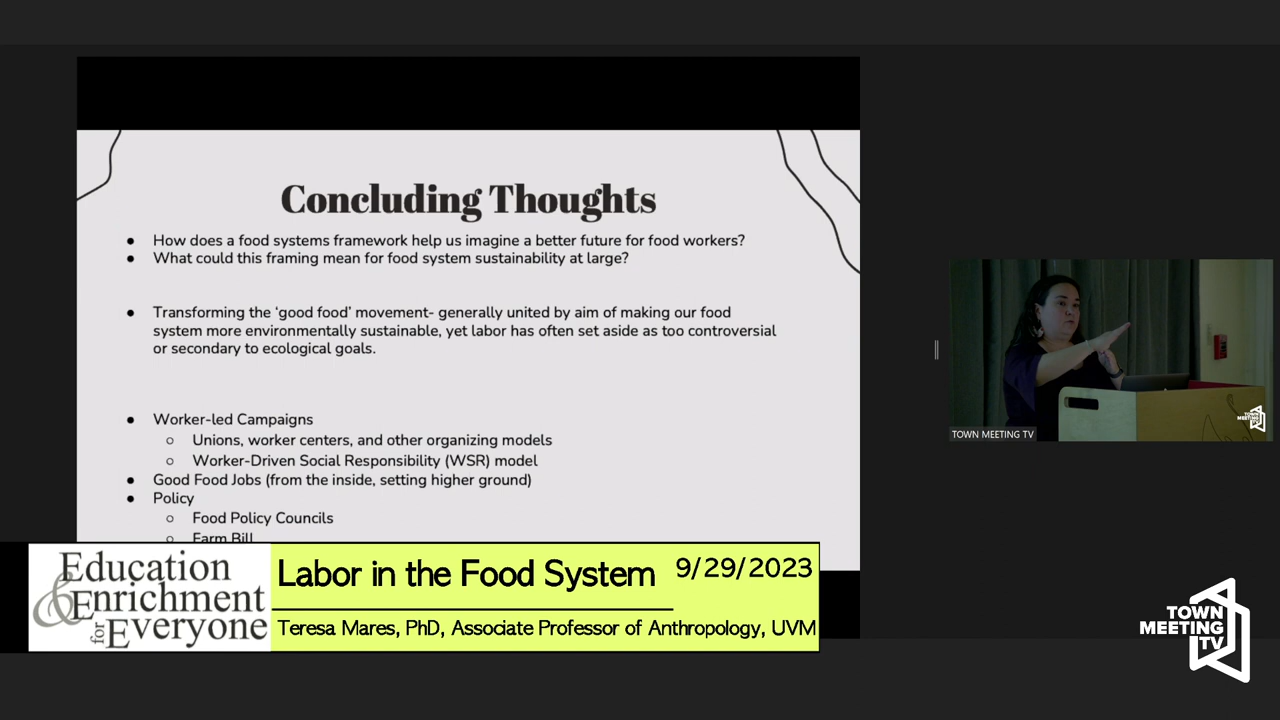 Concluding Thoughts
● How does a food systems framework help us imagine a better future for food workers?
● What could this framing mean for food system sustainability at large?
● Transforming the ‘good food’ movement- generally united by aim of making our food
system more environmentally sustainable, yet labor has often set aside as too controversial
or secondary to ecological goals.
● Worker-led Campaigns
○ Unions, worker centers, and other organizing models
○ Worker-Driven Social Responsibility (WSR) model
● Good Food Jobs (from the inside, setting higher ground)
● Policy
○ Food Policy Councils
○ Farm Bill
TOWN MEETING TV
TOWN
MEETING
TV
Education
& Enrichment
for Everyone
Labor in the Food System
9/29/2023
Teresa Mares, PhD, Associate Professor of Anthropology, UVM
TOWN
MEETING
TV